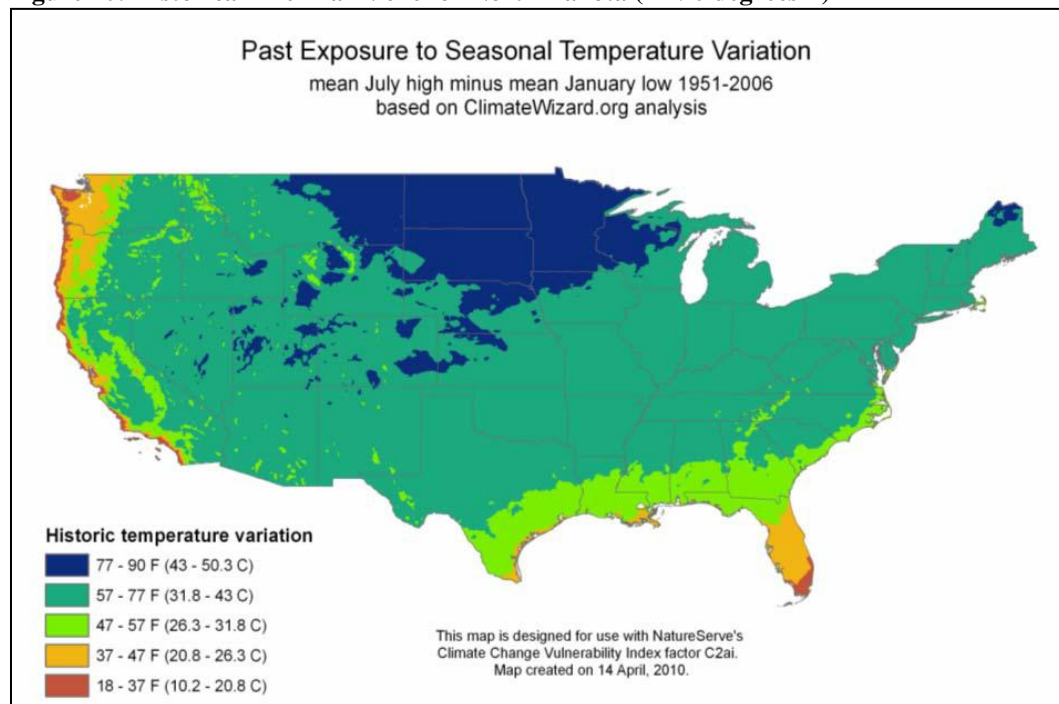 Past Exposure to Seasonal Temperature Variation
mean July high minus mean January low 1951-2006
based on ClimateWizard.org analysis
Historic temperature variation
77 - 90 F (43 - 50.3 C)
57 - 77 F (31.8 - 43 C)
47 - 57 F (26.3 - 31.8 C)
37 - 47 F (20.8 - 26.3 C)
18 - 37 F (10.2 - 20.8 C)
This map is designed for use with NatureServe's
Climate Change Vulnerability Index factor C2ai.
Map created on 14 April, 2010.